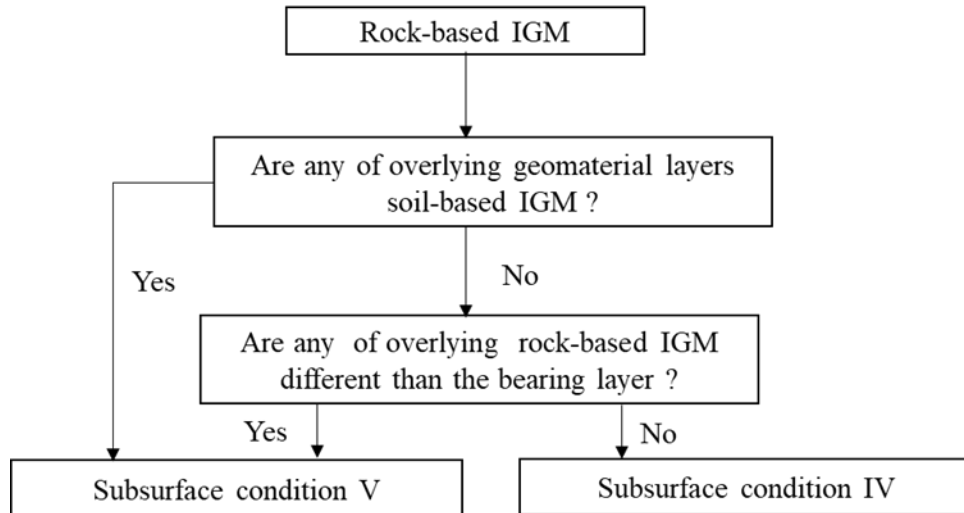 Rock-based IGM
Are any of overlying geomaterial layers
soil-based IGM ?
Yes
No
Are any of overlying rock-based IGM
different than the bearing layer ?
Yes
No
Subsurface condition V
Subsurface condition IV